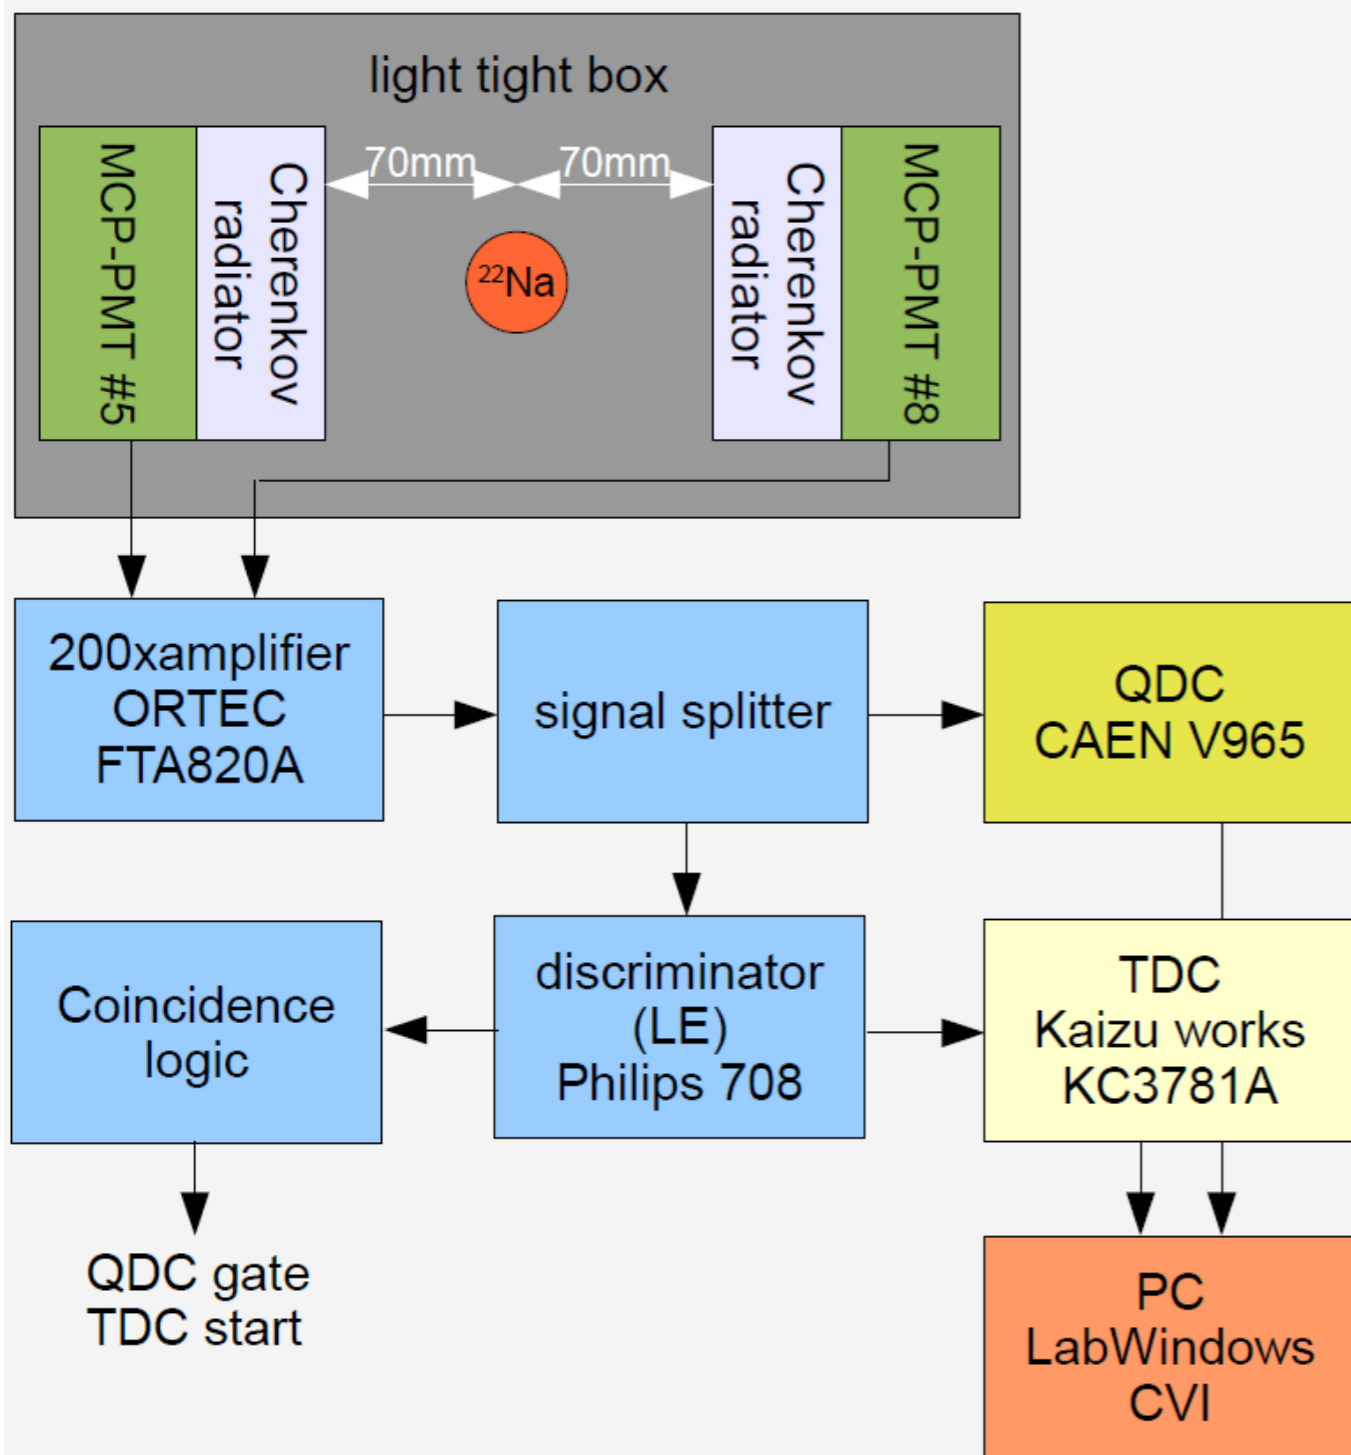 light tight box
MCP-PMT #5
Cherenkov
radiator
70mm
70mm
²²Na
Cherenkov
radiator
MCP-PMT #8
200xamplifier
ORTEC
FTA820A
signal splitter
QDC
CAEN V965
Coincidence
logic
discriminator
(LE)
Philips 708
TDC
Kaizu works
KC3781A
QDC gate
TDC start
PC
LabWindows
CVI